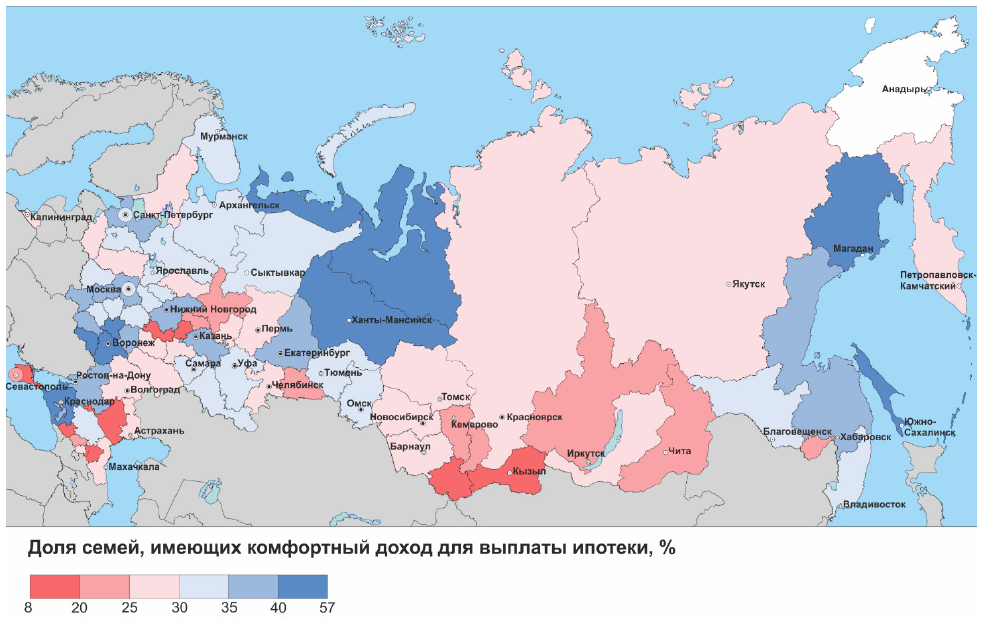 Анадырь
Мурманск
Калининград
Санкт-Петербург
Архангельск
Ярославль
Сыктывкар
Магадан
Москва
Якутск
Петропавловск-
Камчатский
Нижний Новгород
Ханты-Мансийск
Пермь
Воронеж
Казань
Екатеринбург
Самара
Уфа
Тюмень
Севастополь
Ростов-на-Дону
Челябинск
Волгоград
Краснодар
Омск
Томск
Новосибирск
Красноярск
Кемерово
Южно-
Сахалинск
Астрахань
Благовещенск
Хабаровск
Барнаул
Иркутск
Чита
Махачкала
Кызыл
Владивосток
Доля семей, имеющих комфортный доход для выплаты ипотеки, %
8 20 25 30 35 40 57